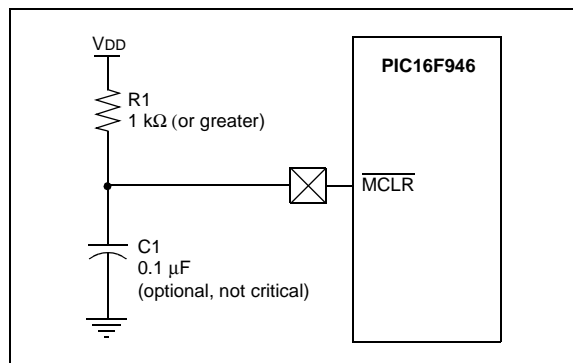 VDD
PIC16F946
R1
1 kΩ (or greater)
MCLR
C1
0.1 μF
(optional, not critical)